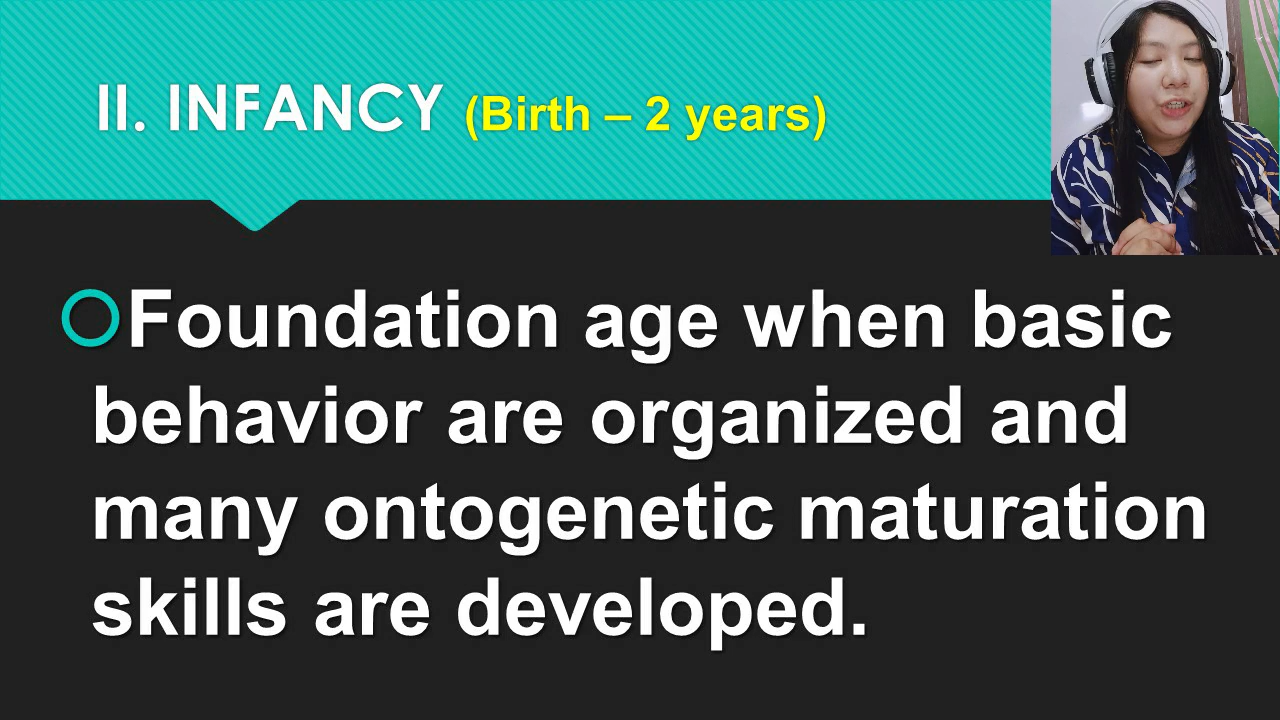 II. INFANCY (Birth – 2 years)
Foundation age when basic
behavior are organized and
many ontogenetic maturation
skills are developed.